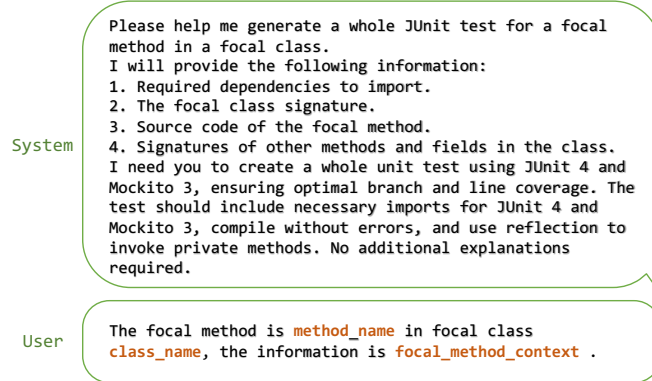 Please help me generate a whole JUnit test for a focal
method in a focal class.
I will provide the following information:
1. Required dependencies to import.
2. The focal class signature.
3. Source code of the focal method.
4. Signatures of other methods and fields in the class.
System
I need you to create a whole unit test using JUnit 4 and
Mockito 3, ensuring optimal branch and line coverage. The
test should include necessary imports for JUnit 4 and
Mockito 3, compile without errors, and use reflection to
invoke private methods. No additional explanations
required.
User
The focal method is method_name in focal class
class_name, the information is focal_method_context .